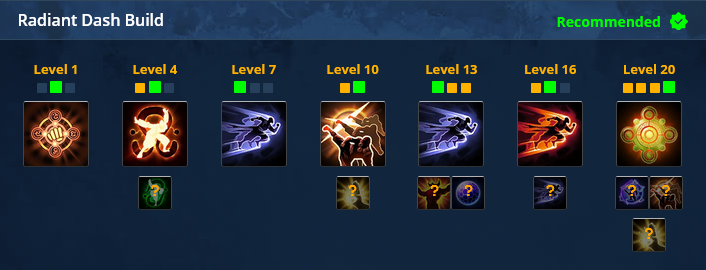 Radiant Dash Build
Recommended
Level 1
Level 4
Level 7
Level 10
Level 13
Level 16
Level 20
?
?
? ?
?
? ?
?